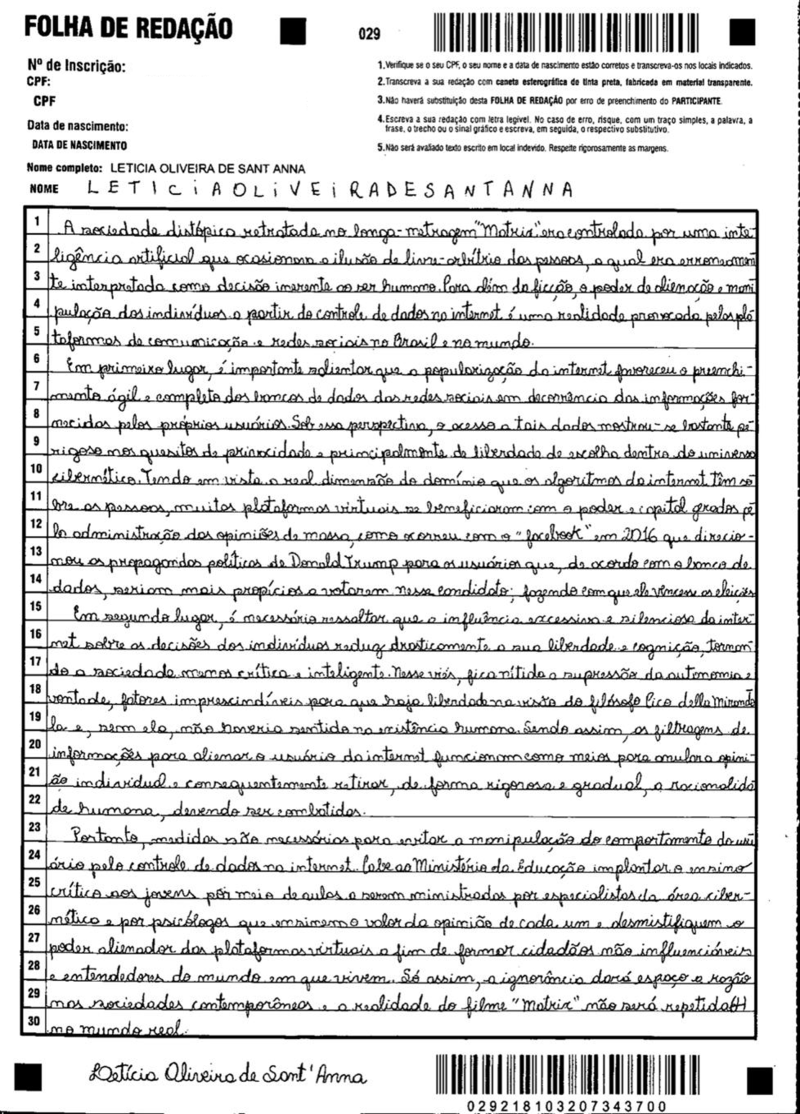 FOLHA DE REDAÇÃO
029
Nº de Inscrição:
CPF:
CPF
Data de nascimento:
DATA DE NASCIMENTO
1.Verifique se o seu CPF, o seu nome e a data de nascimento estão corretos e transcreva-os nos locais indicados.
2.Transcreva a sua redação com caneta esferográfica de tinta preta, fabricada em material transparente.
3.Não haverá substituição desta FOLHA DE REDAÇÃO por erro de preenchimento do PARTICIPANTE.
4.Escreva a sua redação com letra legível. No caso de erro, risque, com um traço simples, a palavra, a
frase, o trecho ou o sinal gráfico e escreva, em seguida, o respectivo substitutivo.
5.Não será avaliado texto escrito em local indevido. Respeite rigorosamente as margens.
Nome completo: LETICIA OLIVEIRA DE SANT ANNA
NOME LETICIAOLIVEIRADESANTANNA
1 A sociedade distópica retratada no longa-metragem "Matrix" era controlada por uma inte
2 ligência artificial que ocasionava a ilusão de livre-arbítrio das pessoas, a qual era erroneamen
3 te interpretada como decisão inerente ao ser humano. Para além da ficção, o poder de alienação e mani
4 pulação dos indivíduos a partir do controle de dados na internet é uma realidade provocada pelas pla
5 taformas de comunicação e redes sociais no Brasil e no mundo.
6 Em primeiro lugar, é importante salientar que a popularização da internet favoreceu o preenchi-
7 mento ágil e completo dos bancos de dados das redes sociais em decorrência das informações for-
8 necidas pelos próprios usuários. Sob essa perspectiva, o acesso a tais dados mostrou-se bastante pe
9 rigoso nos quesitos de privacidade e principalmente de liberdade de escolha dentro do universo
10 cibernético. Tendo em vista a real dimensão do domínio que os algoritmos da internet têm so
11 bre as pessoas, muitas plataformas virtuais se beneficiaram com o poder e capital gerados pe
12 la administração das opiniões de massa, como ocorreu com o "facebook" em 2016 que direcio-
13 nou as propagandas políticas de Donald Trump para os usuários que, de acordo com o banco de
14 dados, seriam mais propícios a votarem nesse candidato; fazendo com que ele vencesse as eleições
15 Em segundo lugar, é necessário ressaltar que a influência excessiva e silenciosa da inter
16 net sobre as decisões dos indivíduos reduz drasticamente a sua liberdade e cognição, tornan
17 do a sociedade menos crítica e inteligente. Nesse viés, fica nítida a supressão da autonomia e
18 vontade, fatores imprescindíveis para que haja liberdade na visão do filósofo Pico della Mirando
19 la e, sem ela, não haveria sentido na existência humana. Sendo assim, as filtragens de
20 informações para alienar o usuário da internet funcionam como meios para anular a opini
21 ão individual e consequentemente retirar, de forma rigorosa e gradual, a racionalida
22 de humana, devendo ser combatidas.
23 Portanto, medidas são necessárias para evitar a manipulação do comportamento do usu
24 ário pelo controle de dados na internet. Cabe ao Ministério da Educação implantar o ensino
25 crítico aos jovens por meio de aulas a serem ministradas por especialistas da área ciber-
26 nética e por psicólogos que ensinem o valor da opinião de cada um e desmistifiquem o
27 poder alienador das plataformas virtuais a fim de formar cidadãos não influenciáveis
28 e entendedores do mundo em que vivem. Só assim, a ignorância dará espaço a razão
29 nas sociedades contemporâneas e a realidade do filme "Matrix" não será repetida
30 no mundo real.
Letícia Oliveira de Sant'Anna
0292181032073437​00